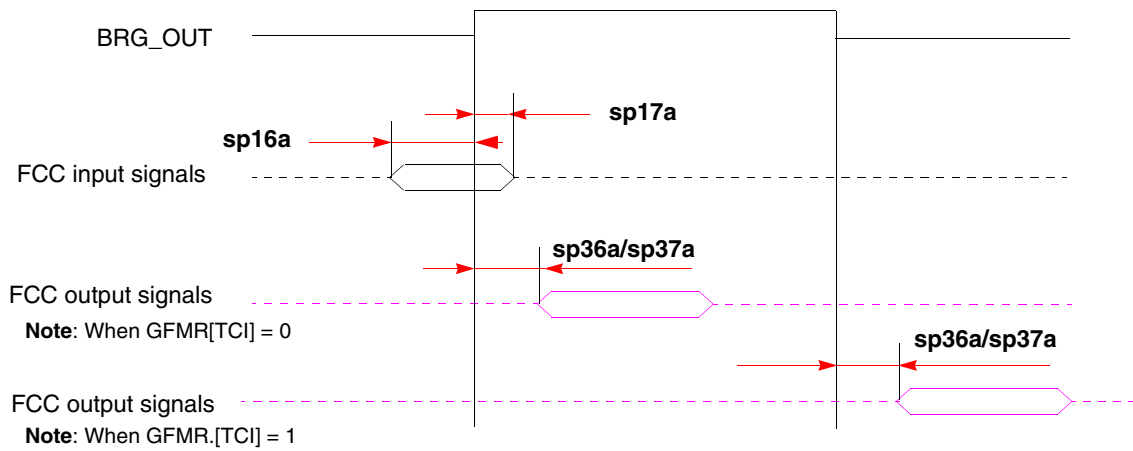 BRG_OUT
sp17a
sp16a
FCC input signals
sp36a/sp37a
FCC output signals
Note: When GFMR[TCI] = 0
sp36a/sp37a
FCC output signals
Note: When GFMR.[TCI] = 1